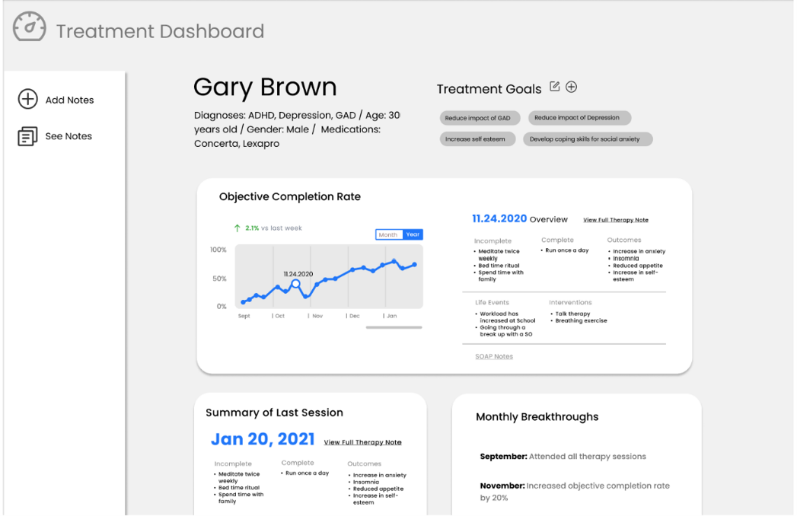 Treatment Dashboard
Add Notes
See Notes
Gary Brown
Diagnoses: ADHD, Depression, GAD / Age: 30
years old / Gender: Male / Medications:
Concerta, Lexapro
Treatment Goals
Reduce impact of GAD
Reduce impact of Depression
Increase self esteem
Develop coping skills for social anxiety
Objective Completion Rate
2.1% vs last week
Month Year
100%
50%
0%
11.24.2020
Sept | Oct | Nov | Dec | Jan
11.24.2020 Overview View Full Therapy Note
Incomplete
• Meditate twice
weekly
• Bed time ritual
• Spend time with
family
Complete
• Run once a day
Outcomes
• Increase in anxiety
• Insomnia
• Reduced appetite
• Increase in self-
esteem
Life Events
• Workload has
increased at School
• Going through a
break up with a SO
Interventions
• Talk therapy
• Breathing exercise
SOAP Notes
Summary of Last Session
Jan 20, 2021 View Full Therapy Note
Incomplete
• Meditate twice
weekly
• Bed time ritual
• Spend time with
family
Complete
• Run once a day
Outcomes
• Increase in anxiety
• Insomnia
• Reduced appetite
• Increase in self-
esteem
Monthly Breakthroughs
September: Attended all therapy sessions
November: Increased objective completion rate
by 20%